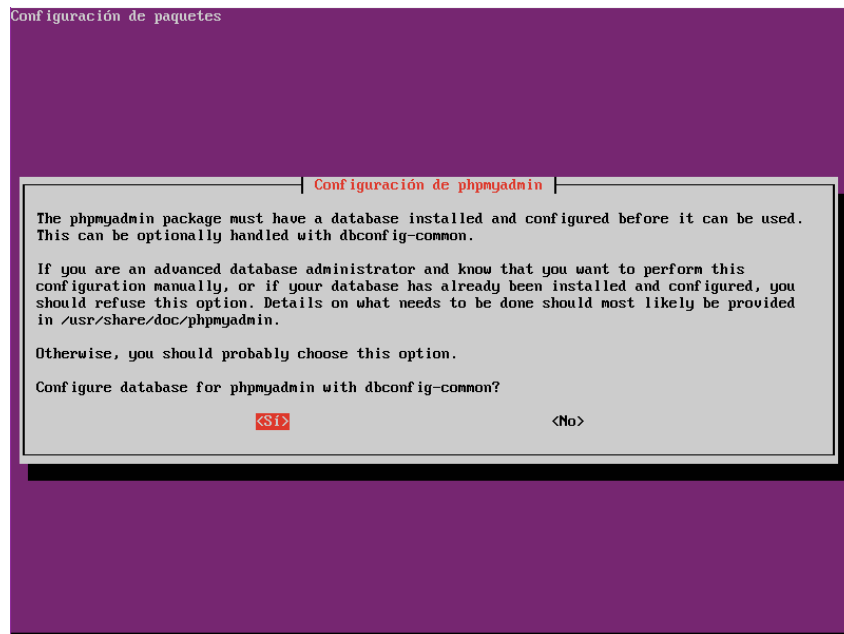 Configuración de paquetes
Configuración de phpmyadmin
The phpmyadmin package must have a database installed and configured before it can be used.
This can be optionally handled with dbconfig-common.
If you are an advanced database administrator and know that you want to perform this
configuration manually, or if your database has already been installed and configured, you
should refuse this option. Details on what needs to be done should most likely be provided
in /usr/share/doc/phpmyadmin.
Otherwise, you should probably choose this option.
Configure database for phpmyadmin with dbconfig-common?
<Sí> <No>